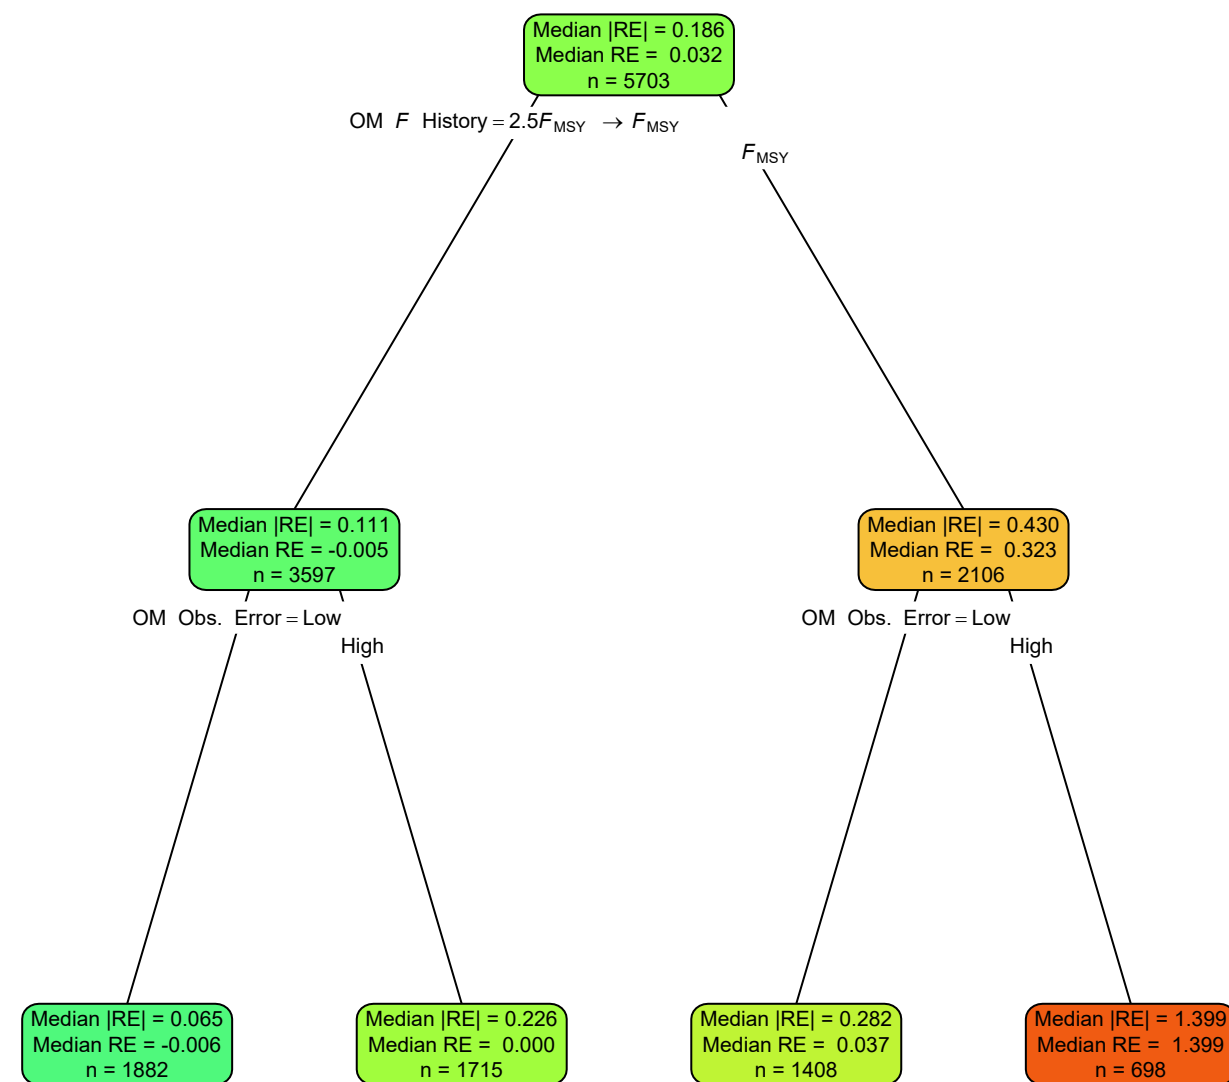 Median |RE| = 0.186
Median RE = 0.032
n = 5703
OM F History = 2.5F_MSY → F_MSY
F_MSY
Median |RE| = 0.111
Median RE = -0.005
n = 3597
Median |RE| = 0.430
Median RE = 0.323
n = 2106
OM Obs. Error = Low
High
OM Obs. Error = Low
High
Median |RE| = 0.065
Median RE = -0.006
n = 1882
Median |RE| = 0.226
Median RE = 0.000
n = 1715
Median |RE| = 0.282
Median RE = 0.037
n = 1408
Median |RE| = 1.399
Median RE = 1.399
n = 698